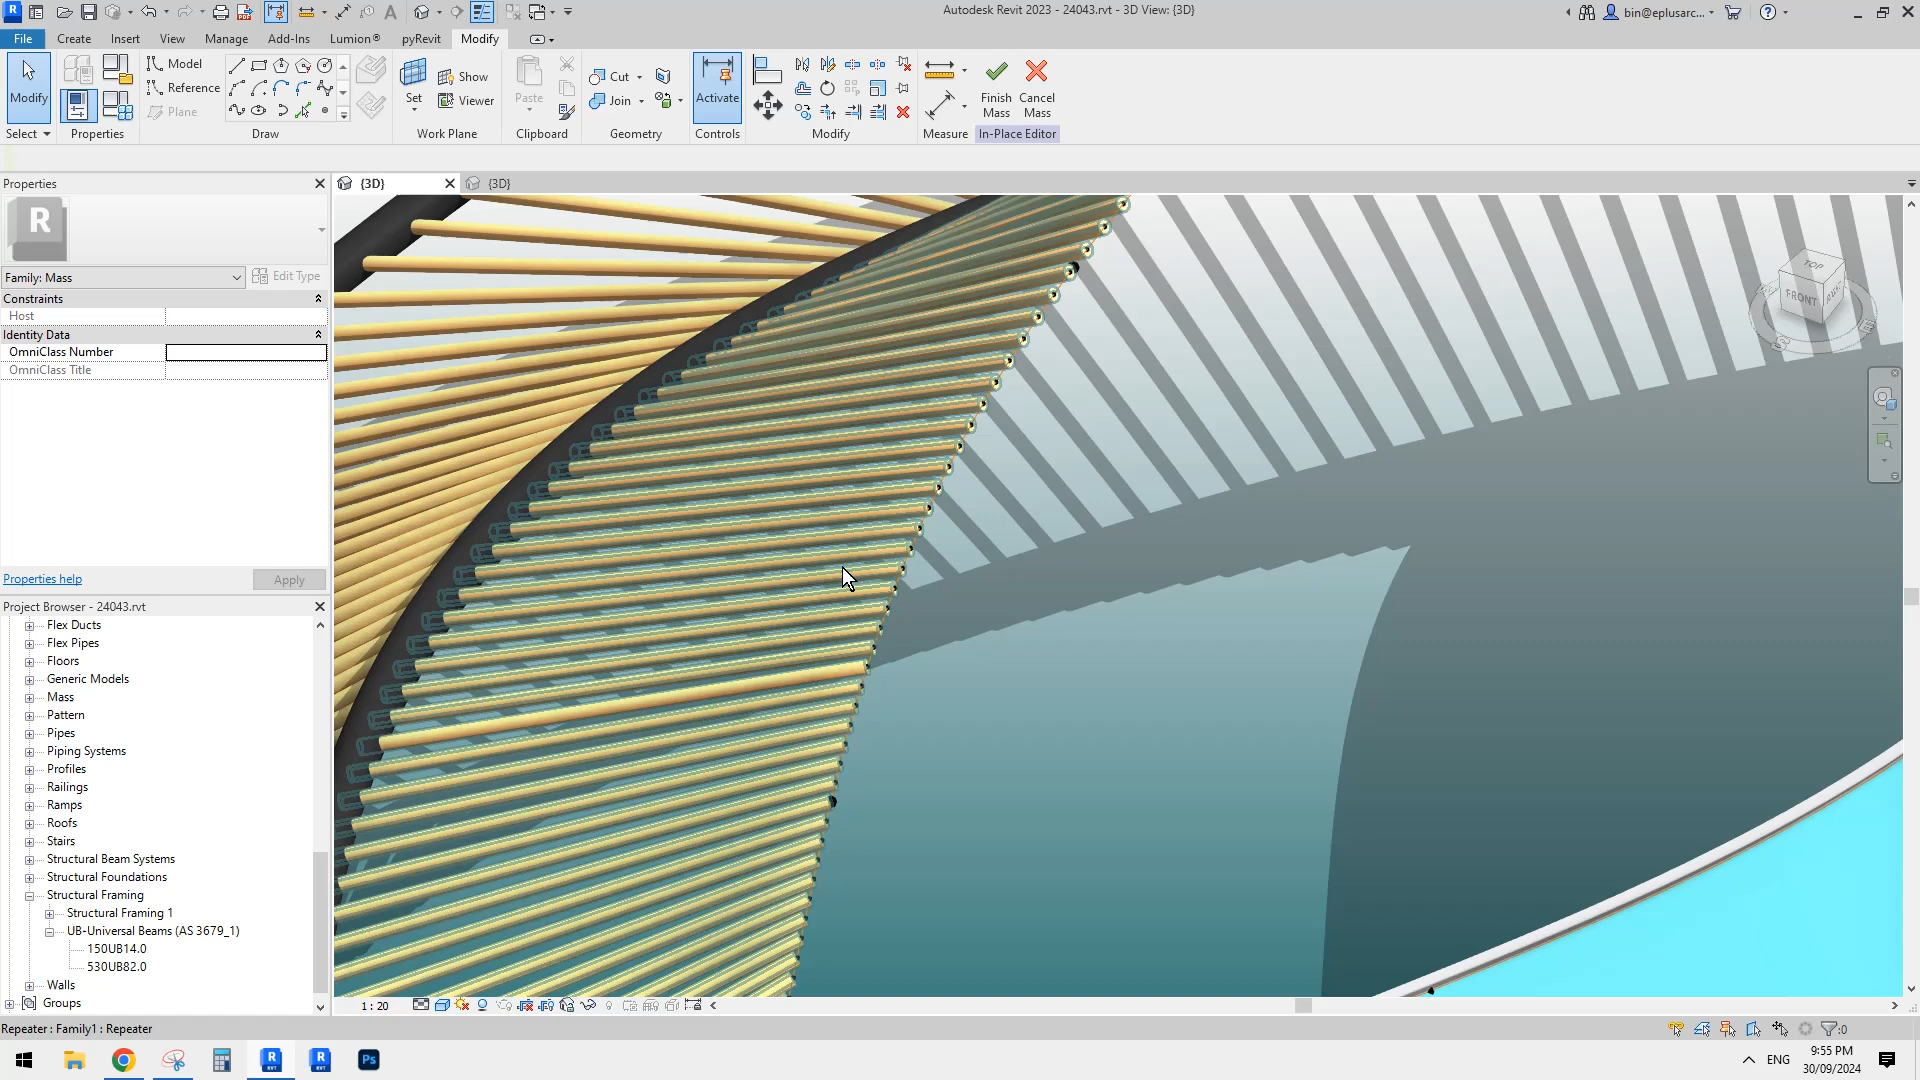 Autodesk Revit 2023 - 24043.rvt - 3D View: {3D}
bin@eplusarc...
File
Create
Insert
View
Manage
Add-Ins
Lumion®
pyRevit
Modify
Modify
Select
Properties
Model
Reference
Plane
Draw
Set
Show
Viewer
Work Plane
Paste
Clipboard
Cut
Join
Geometry
Activate
Controls
Modify
Measure
Finish Mass
Cancel Mass
In-Place Editor
Properties
{3D}
{3D}
R
Family: Mass
Edit Type
Constraints
Host
Identity Data
OmniClass Number
OmniClass Title
Properties help
Apply
TOP
FRONT
S
E
Project Browser - 24043.rvt
Flex Ducts
Flex Pipes
Floors
Generic Models
Mass
Pattern
Pipes
Piping Systems
Profiles
Railings
Ramps
Roofs
Stairs
Structural Beam Systems
Structural Foundations
Structural Framing
Structural Framing 1
UB-Universal Beams (AS 3679_1)
150UB14.0
530UB82.0
Walls
Groups
1 : 20
Repeater : Family1 : Repeater
:0
R
RVT
R
RVT
Ps
ENG
9:55 PM
30/09/2024